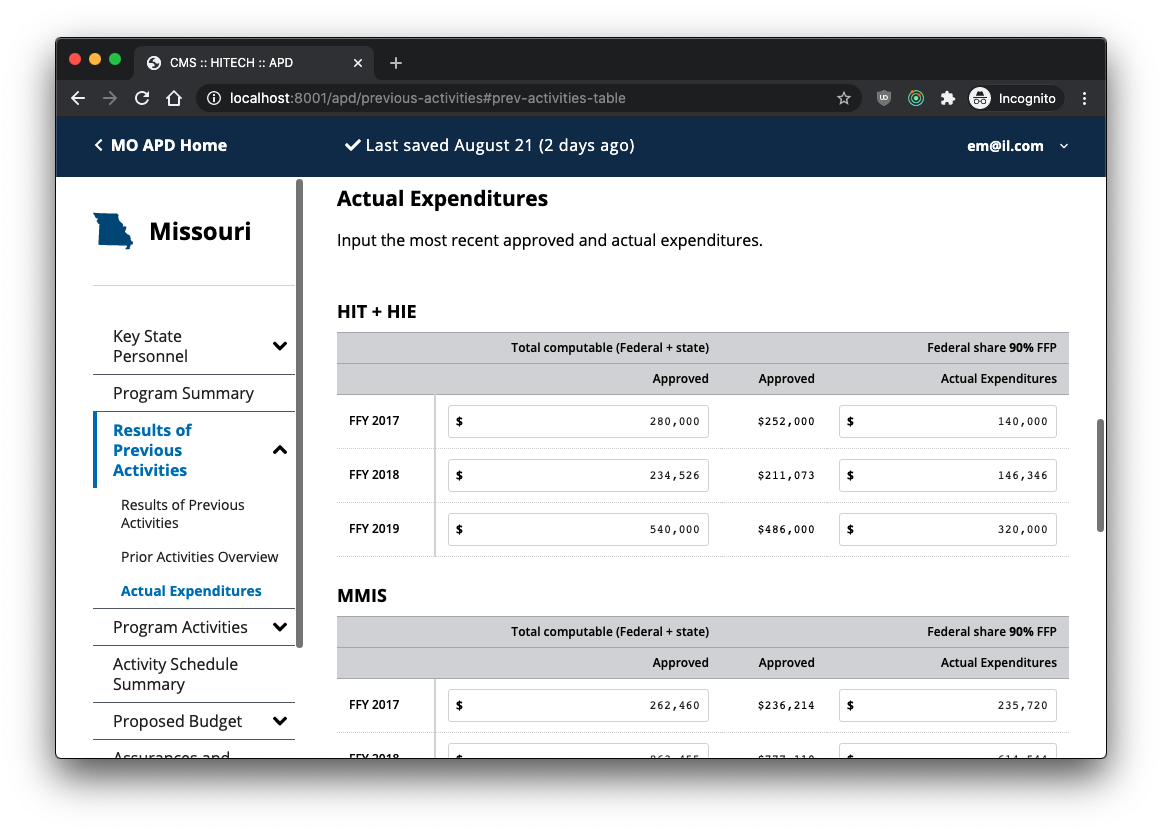 CMS :: HITECH :: APD
localhost:8001/apd/previous-activities#prev-activities-table
Incognito
MO APD Home
Last saved August 21 (2 days ago)
em@il.com
Missouri
Key State
Personnel
Program Summary
Results of
Previous
Activities
Results of Previous
Activities
Prior Activities Overview
Actual Expenditures
Program Activities
Activity Schedule
Summary
Proposed Budget
Assurances and
Actual Expenditures
Input the most recent approved and actual expenditures.
HIT + HIE
Total computable (Federal + state) Federal share 90% FFP
Approved Approved Actual Expenditures
FFY 2017 $ 280,000 $252,000 $ 140,000
FFY 2018 $ 234,526 $211,073 $ 146,346
FFY 2019 $ 540,000 $486,000 $ 320,000
MMIS
Total computable (Federal + state) Federal share 90% FFP
Approved Approved Actual Expenditures
FFY 2017 $ 262,460 $236,214 $ 235,720
FFY 2018 $ $